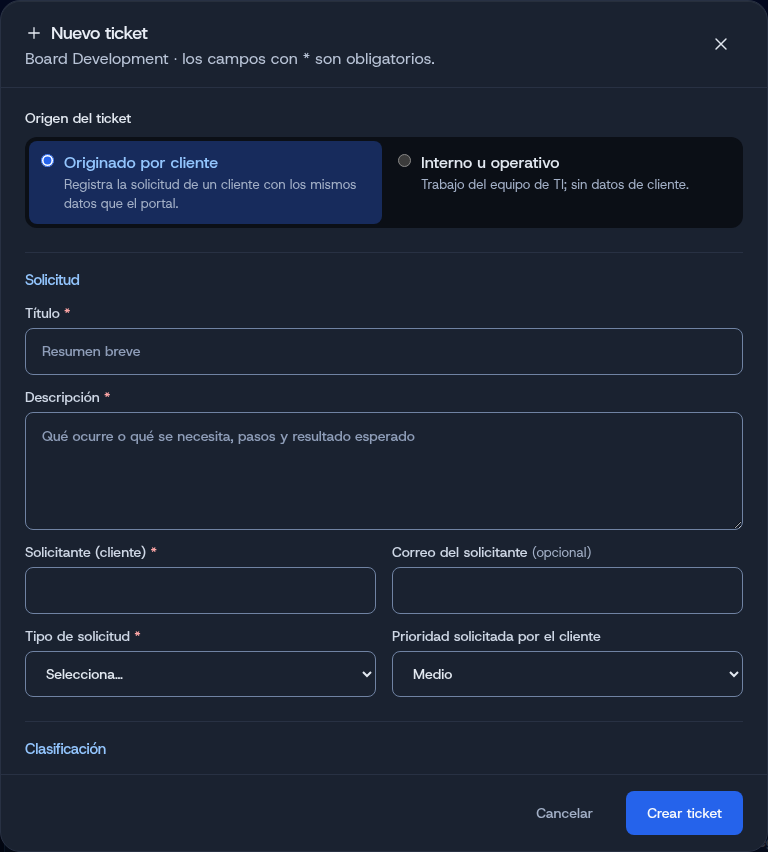 Nuevo ticket
Board Development · los campos con * son obligatorios.
Origen del ticket
Originado por cliente
Registra la solicitud de un cliente con los mismos
datos que el portal.
Interno u operativo
Trabajo del equipo de TI; sin datos de cliente.
Solicitud
Título *
Resumen breve
Descripción *
Qué ocurre o qué se necesita, pasos y resultado esperado
Solicitante (cliente) *
Correo del solicitante (opcional)
Tipo de solicitud *
Selecciona...
Prioridad solicitada por el cliente
Medio
Clasificación
Cancelar
Crear ticket